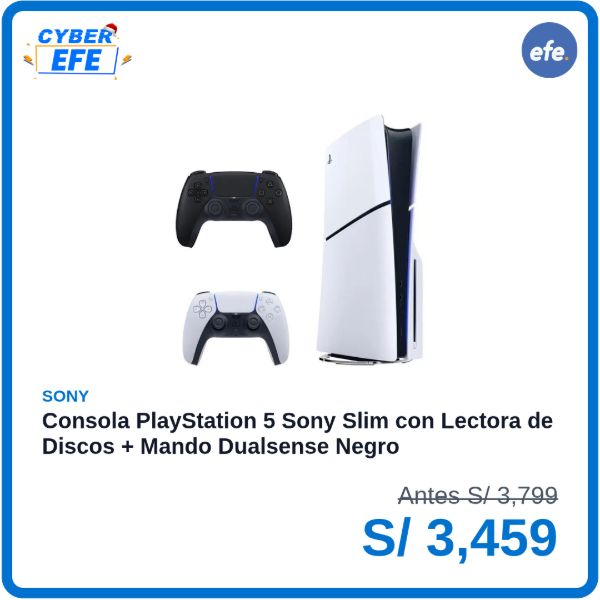 CYBER
EFE
efe.
SONY
Consola PlayStation 5 Sony Slim con Lectora de
Discos + Mando Dualsense Negro
Antes S/ 3,799
S/ 3,459